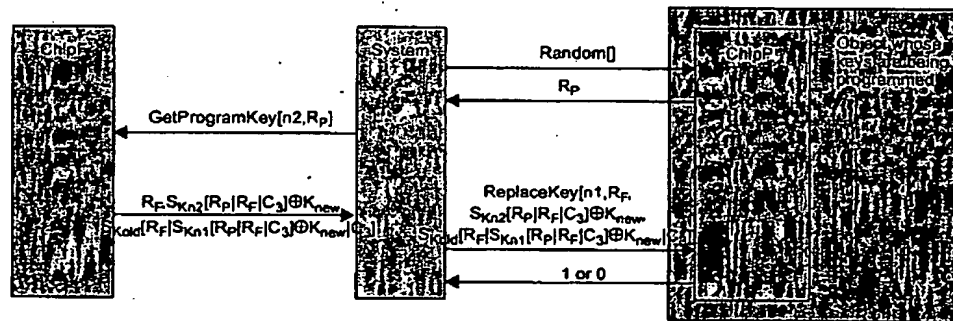 ChipF
System
ChipP
Object whose
keys are being
programmed
Random[]
R_P
GetProgramKey[n2,R_P]
R_F,S_Kn2[R_P|R_F|C_3]⊕K_new,
S_Kold[R_F|S_Kn1[R_P|R_F|C_3]⊕K_new|C_3]
ReplaceKey[n1,R_F,
S_Kn2[R_P|R_F|C_3]⊕K_new,
S_Kold[R_F|S_Kn1[R_P|R_F|C_3]⊕K_new|C_3]
1 or 0